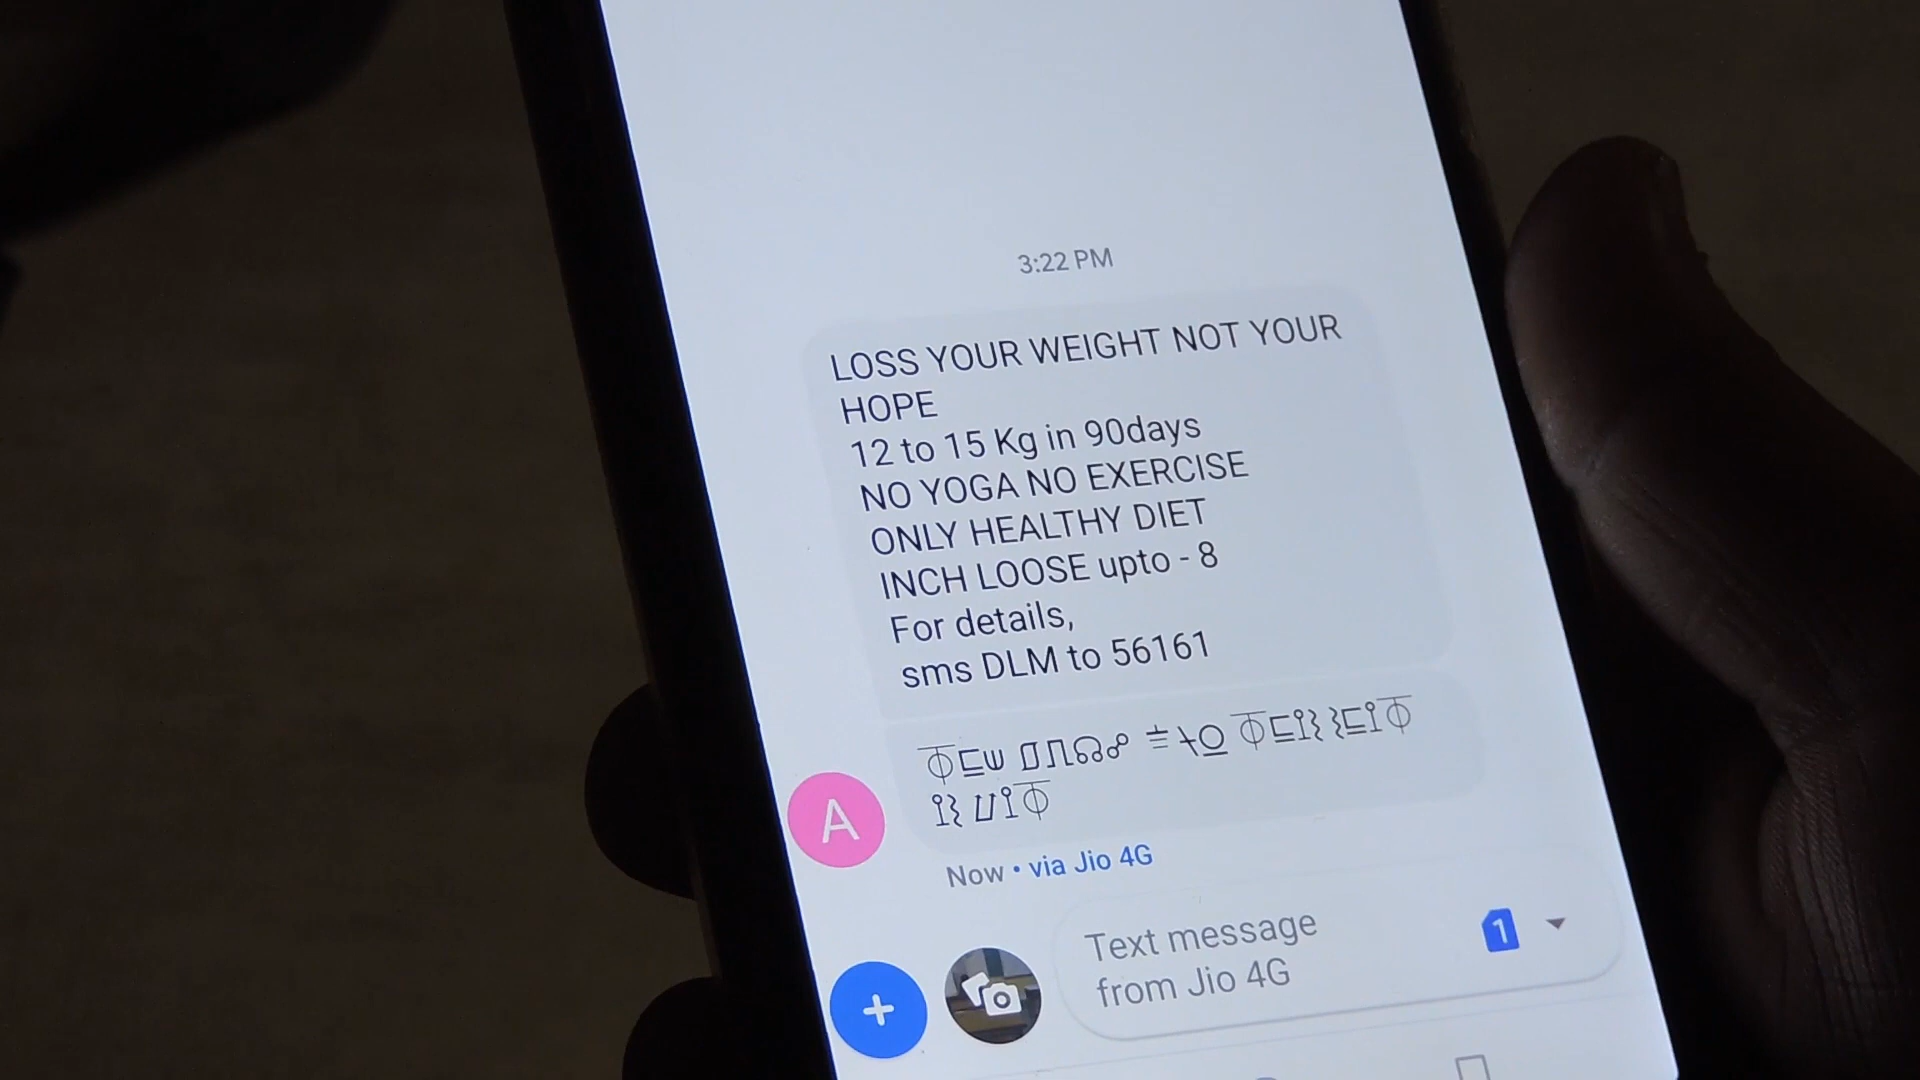 3:22 PM
LOSS YOUR WEIGHT NOT YOUR
HOPE
12 to 15 Kg in 90days
NO YOGA NO EXERCISE
ONLY HEALTHY DIET
INCH LOOSE upto - 8
For details,
sms DLM to 56161
A
Now • via Jio 4G
Text message
from Jio 4G
1